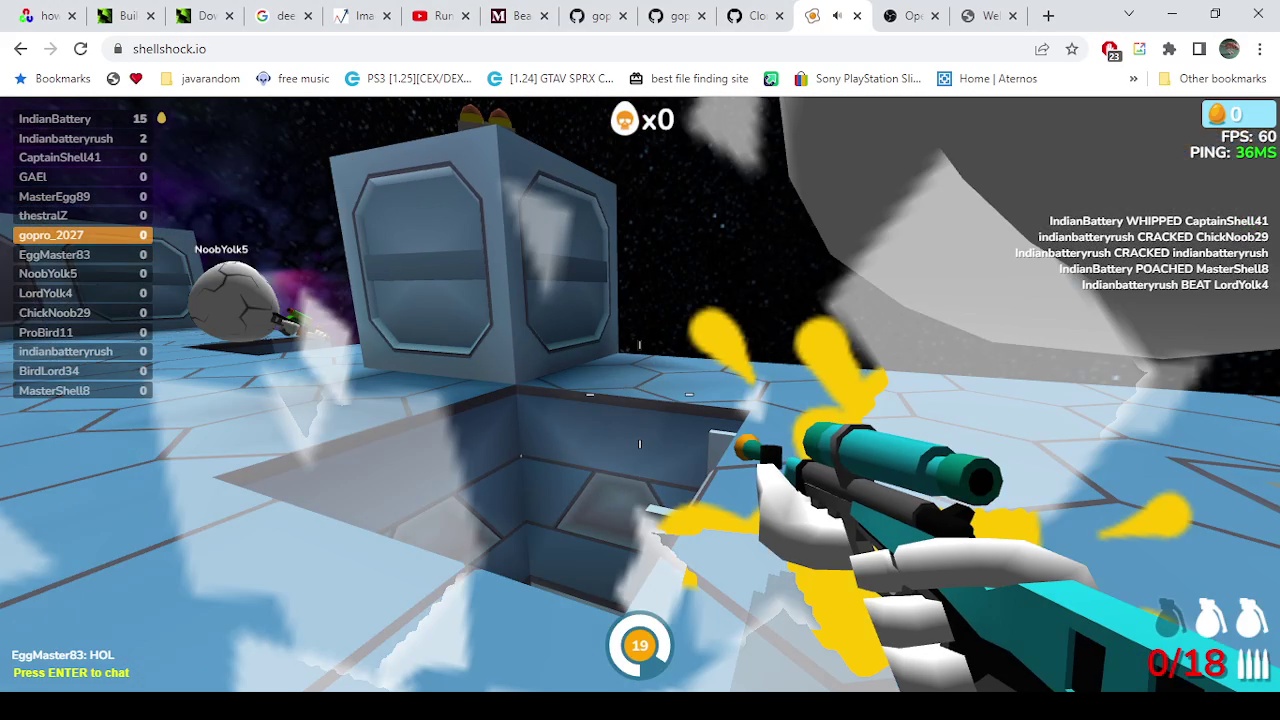 how
Buil
Dow
dee
Ima
Run
Bea
gop
gop
Clo
Ope
Wel
shellshock.io
23
Bookmarks
javarandom
free music
PS3 [1.25][CEX/DEX...
[1.24] GTAV SPRX C...
best file finding site
Sony PlayStation Sli...
Home | Aternos
Other bookmarks
IndianBattery 15
Indianbatteryrush 2
CaptainShell41 0
GAEl 0
MasterEgg89 0
thestralZ 0
gopro_2027 0
EggMaster83 0
NoobYolk5 0
LordYolk4 0
ChickNoob29 0
ProBird11 0
indianbatteryrush 0
BirdLord34 0
MasterShell8 0
NoobYolk5
x0
0
FPS: 60
PING: 36MS
IndianBattery WHIPPED CaptainShell41
indianbatteryrush CRACKED ChickNoob29
Indianbatteryrush CRACKED indianbatteryrush
IndianBattery POACHED MasterShell8
Indianbatteryrush BEAT LordYolk4
EggMaster83: HOL
Press ENTER to chat
19
0/18